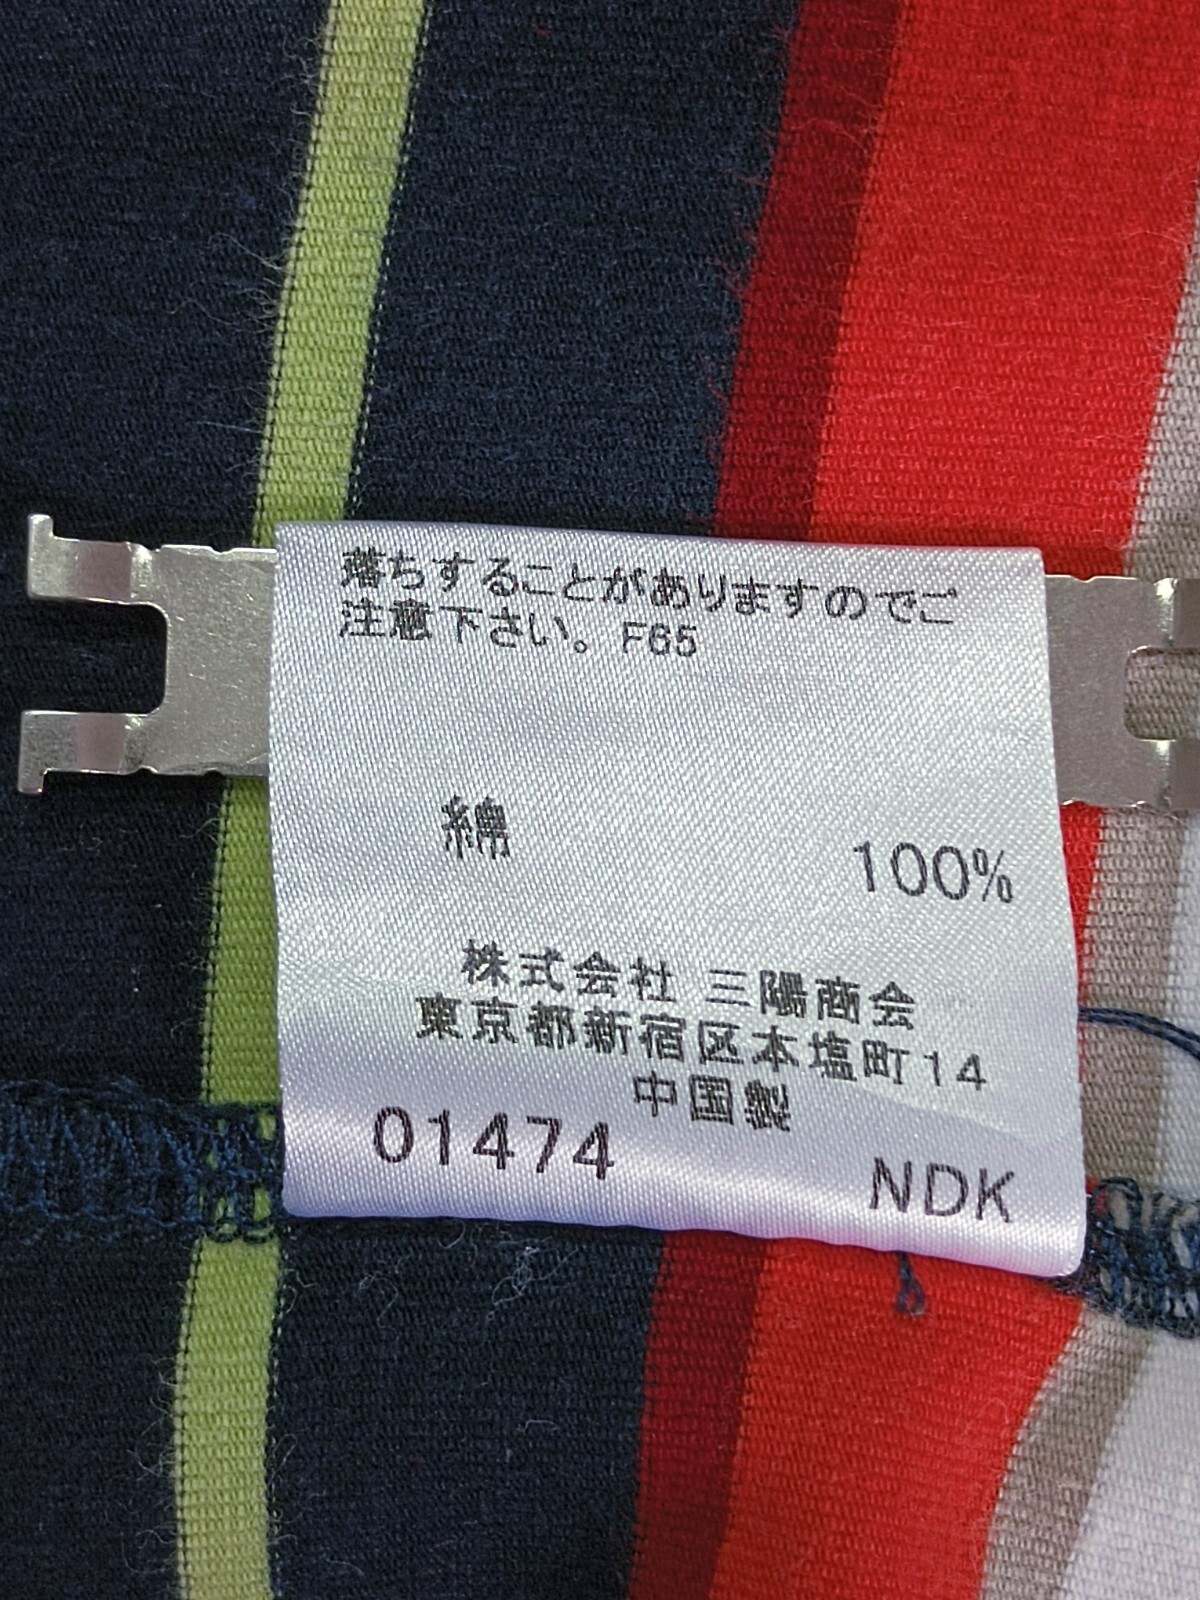 落ちすることがありますのでご
注意下さい。F65
綿 100%
株式会社 三陽商会
東京都新宿区本塩町14
中国製
01474
NDK